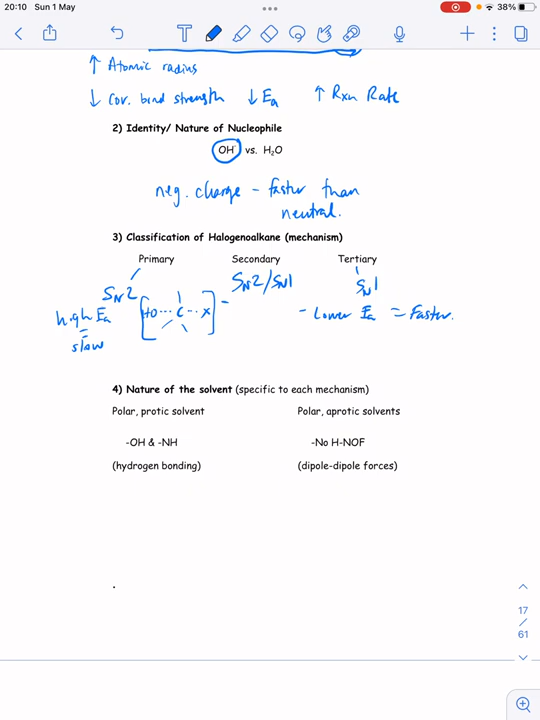 20:10 Sun 1 May
38%
↑ Atomic radius
↓ Cov. bond strength ↓ Ea ↑ Rxn Rate
2) Identity/ Nature of Nucleophile
OH⁻ vs. H₂O
neg. charge - faster than
neutral.
3) Classification of Halogenoalkane (mechanism)
Primary Secondary Tertiary
SN2 SN2/SN1 SN1
high Ea [HO···C···X]⁻ - Lower Ea = Faster.
=
slow
4) Nature of the solvent (specific to each mechanism)
Polar, protic solvent Polar, aprotic solvents
-OH & -NH -No H-NOF
(hydrogen bonding) (dipole-dipole forces)
.
17
/
61